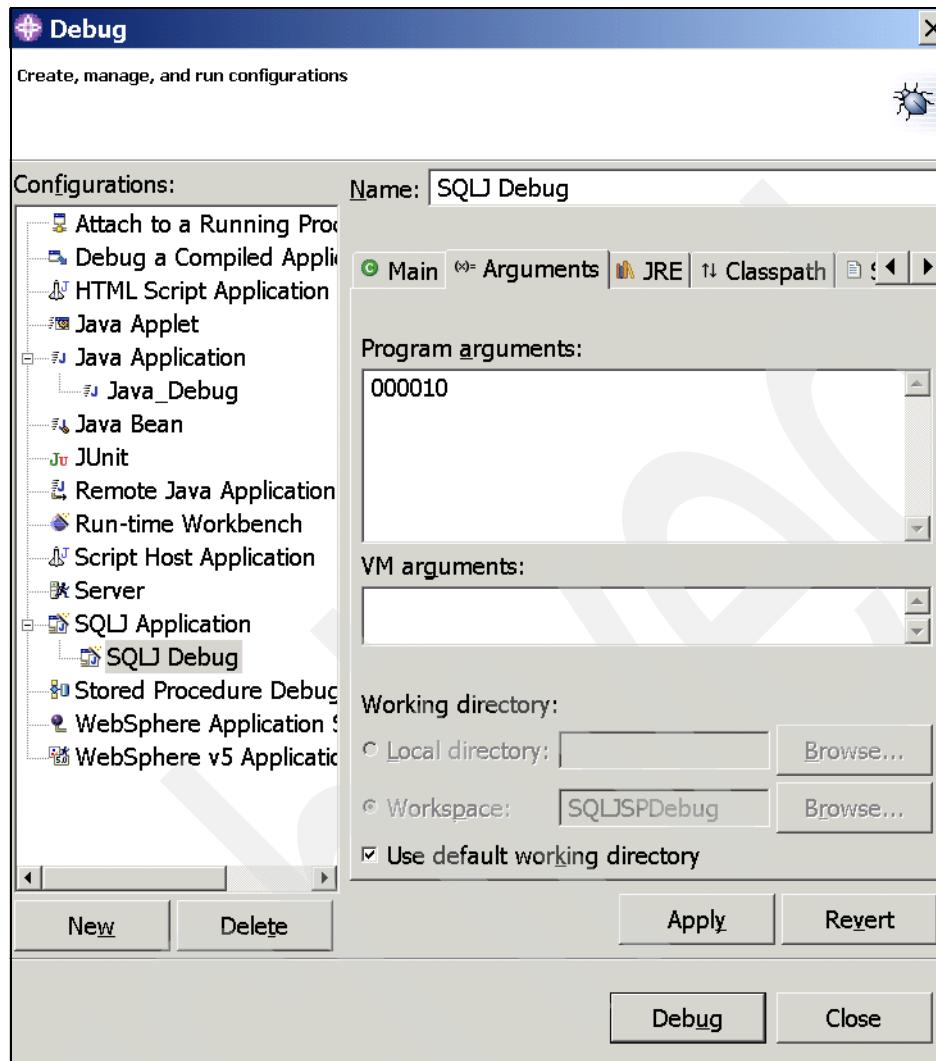 Debug
Create, manage, and run configurations
Configurations:
Attach to a Running Proc
Debug a Compiled Appli
HTML Script Application
Java Applet
Java Application
Java_Debug
Java Bean
JUnit
Remote Java Application
Run-time Workbench
Script Host Application
Server
SQLJ Application
SQLJ Debug
Stored Procedure Debug
WebSphere Application S
WebSphere v5 Applicatic
New
Delete
Name: SQLJ Debug
Main (x)= Arguments JRE Classpath S
Program arguments:
000010
VM arguments:
Working directory:
Local directory: Browse...
Workspace: SQLJSPDebug Browse...
Use default working directory
Apply Revert
Debug Close